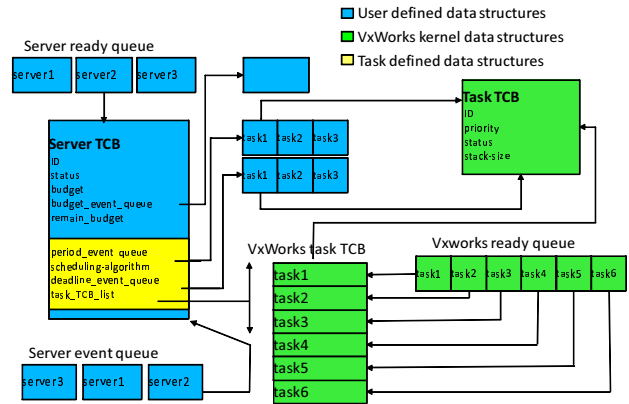 User defined data structures
VxWorks kernel data structures
Task defined data structures
Server ready queue
server1 server2 server3
Server TCB
ID
status
budget
budget_event_queue
remain_budget
period_event queue
scheduling-algorithm
deadline_event_queue
task_TCB_list
task1 task2 task3
task1 task2 task3
Task TCB
ID
priority
status
stack-size
VxWorks task TCB
task1
task2
task3
task4
task5
task6
Vxworks ready queue
task1 task2 task3 task4 task5 task6
Server event queue
server3 server1 server2